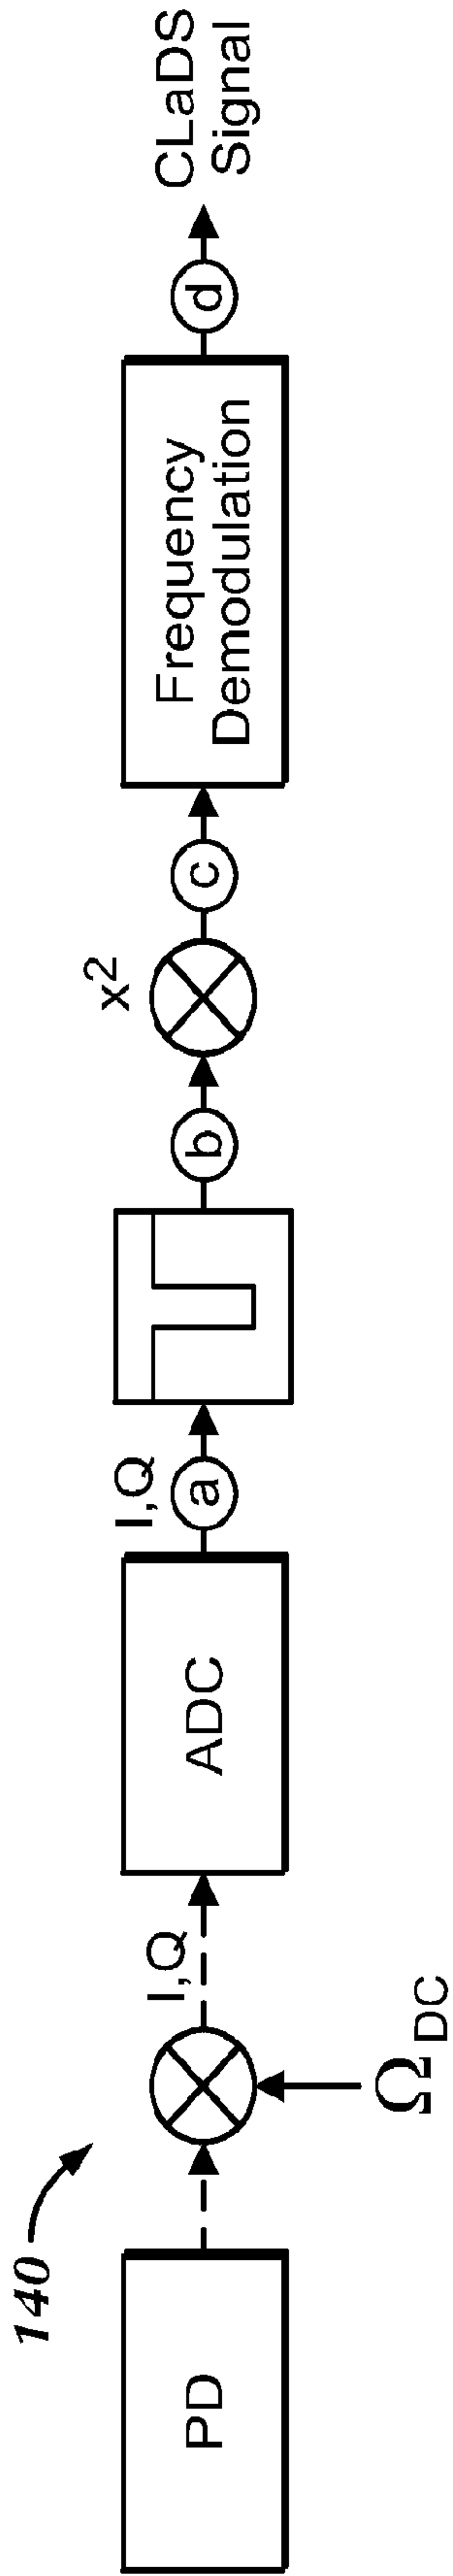 140
PD
Ω DC
I,Q
ADC
I,Q
a
b
x²
c
Frequency
Demodulation
d
CLaDS
Signal